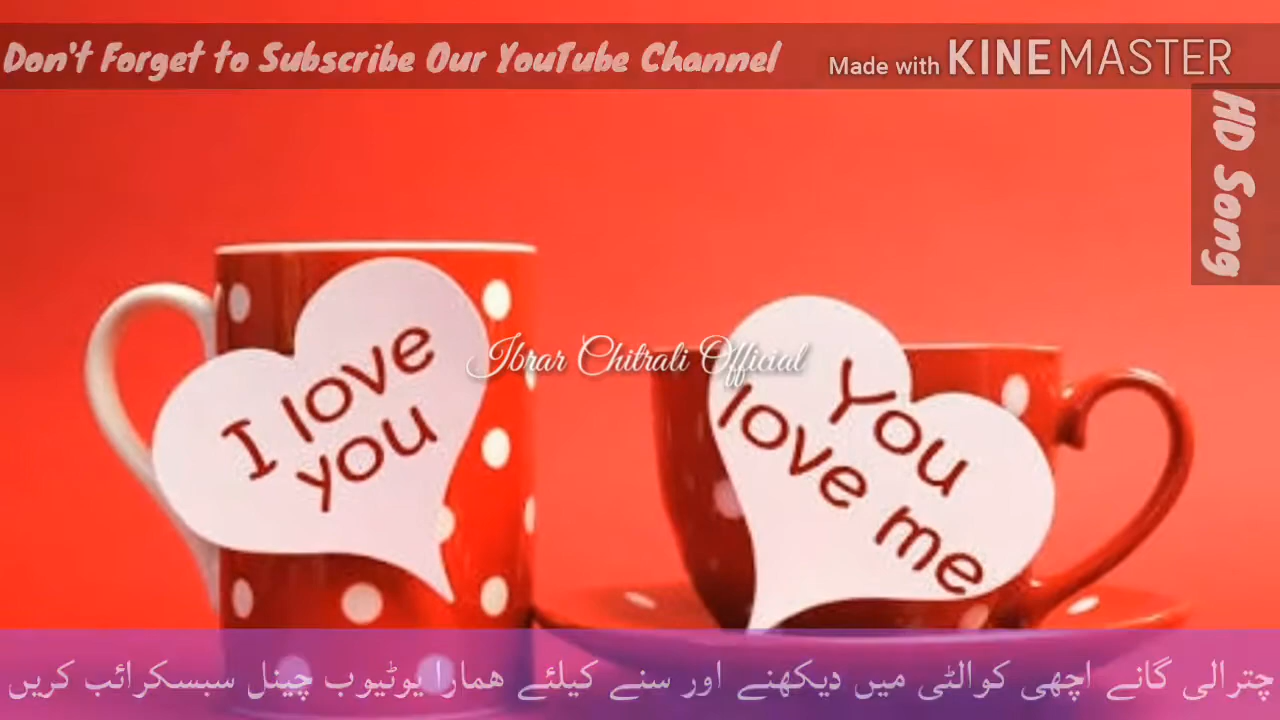 Don't Forget to Subscribe Our YouTube Channel
Made with KINEMASTER
HD Song
I love
you
Ibrar Chitrali Official
You
love me
چترالی گانے اچھی کوالٹی میں دیکھنے اور سنے کیلئے ھمارا یوٹیوب چینل سبسکرائب کریں